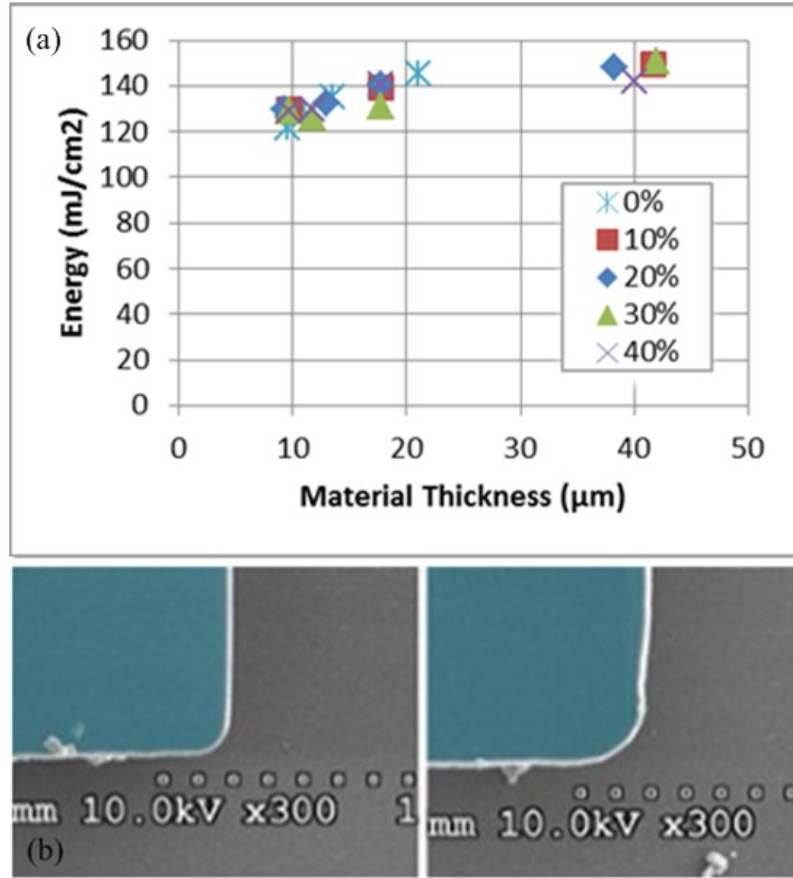 (a)
160
140
120
100
80
60
40
20
0
Energy (mJ/cm2)
0 10 20 30 40 50
Material Thickness (µm)
0%
10%
20%
30%
40%
mm 10.0kV x300 1
mm 10.0kV x300
(b)